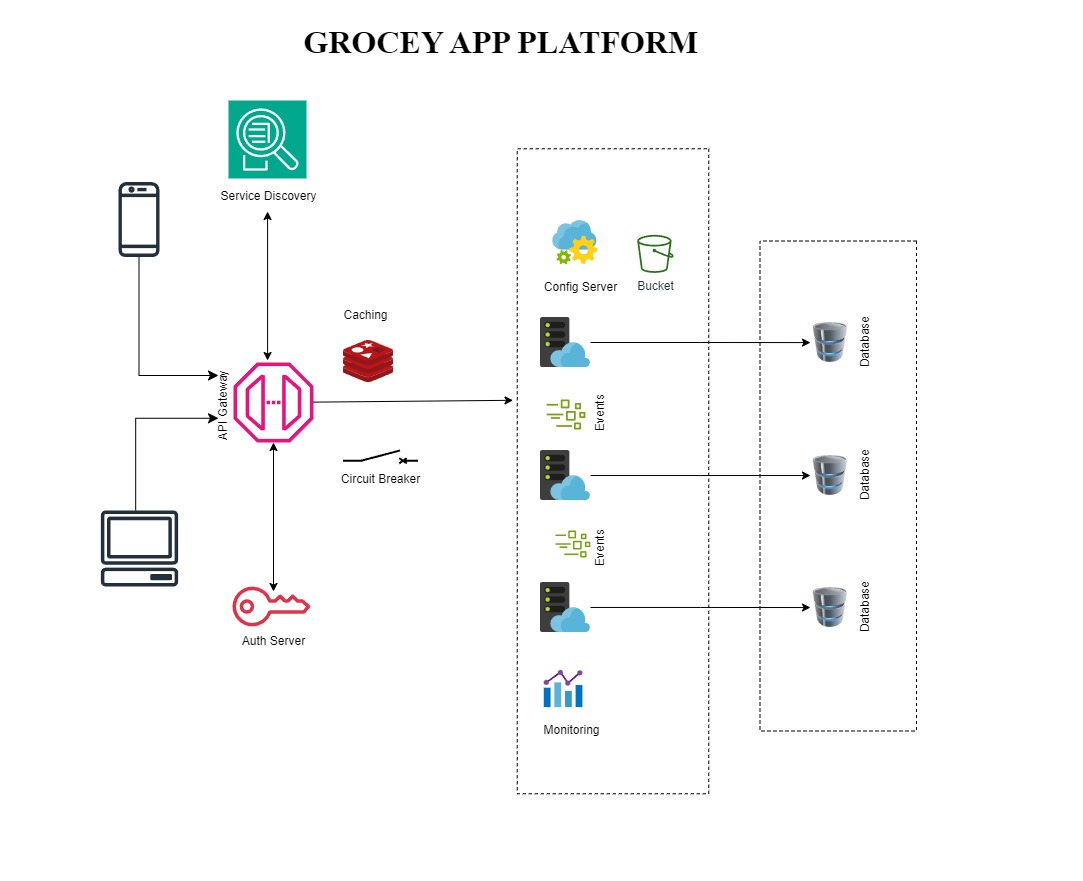 GROCEY APP PLATFORM
Service Discovery
Caching
API Gateway
Circuit Breaker
Auth Server
Config Server
Bucket
Database
Events
Database
Events
Database
Monitoring